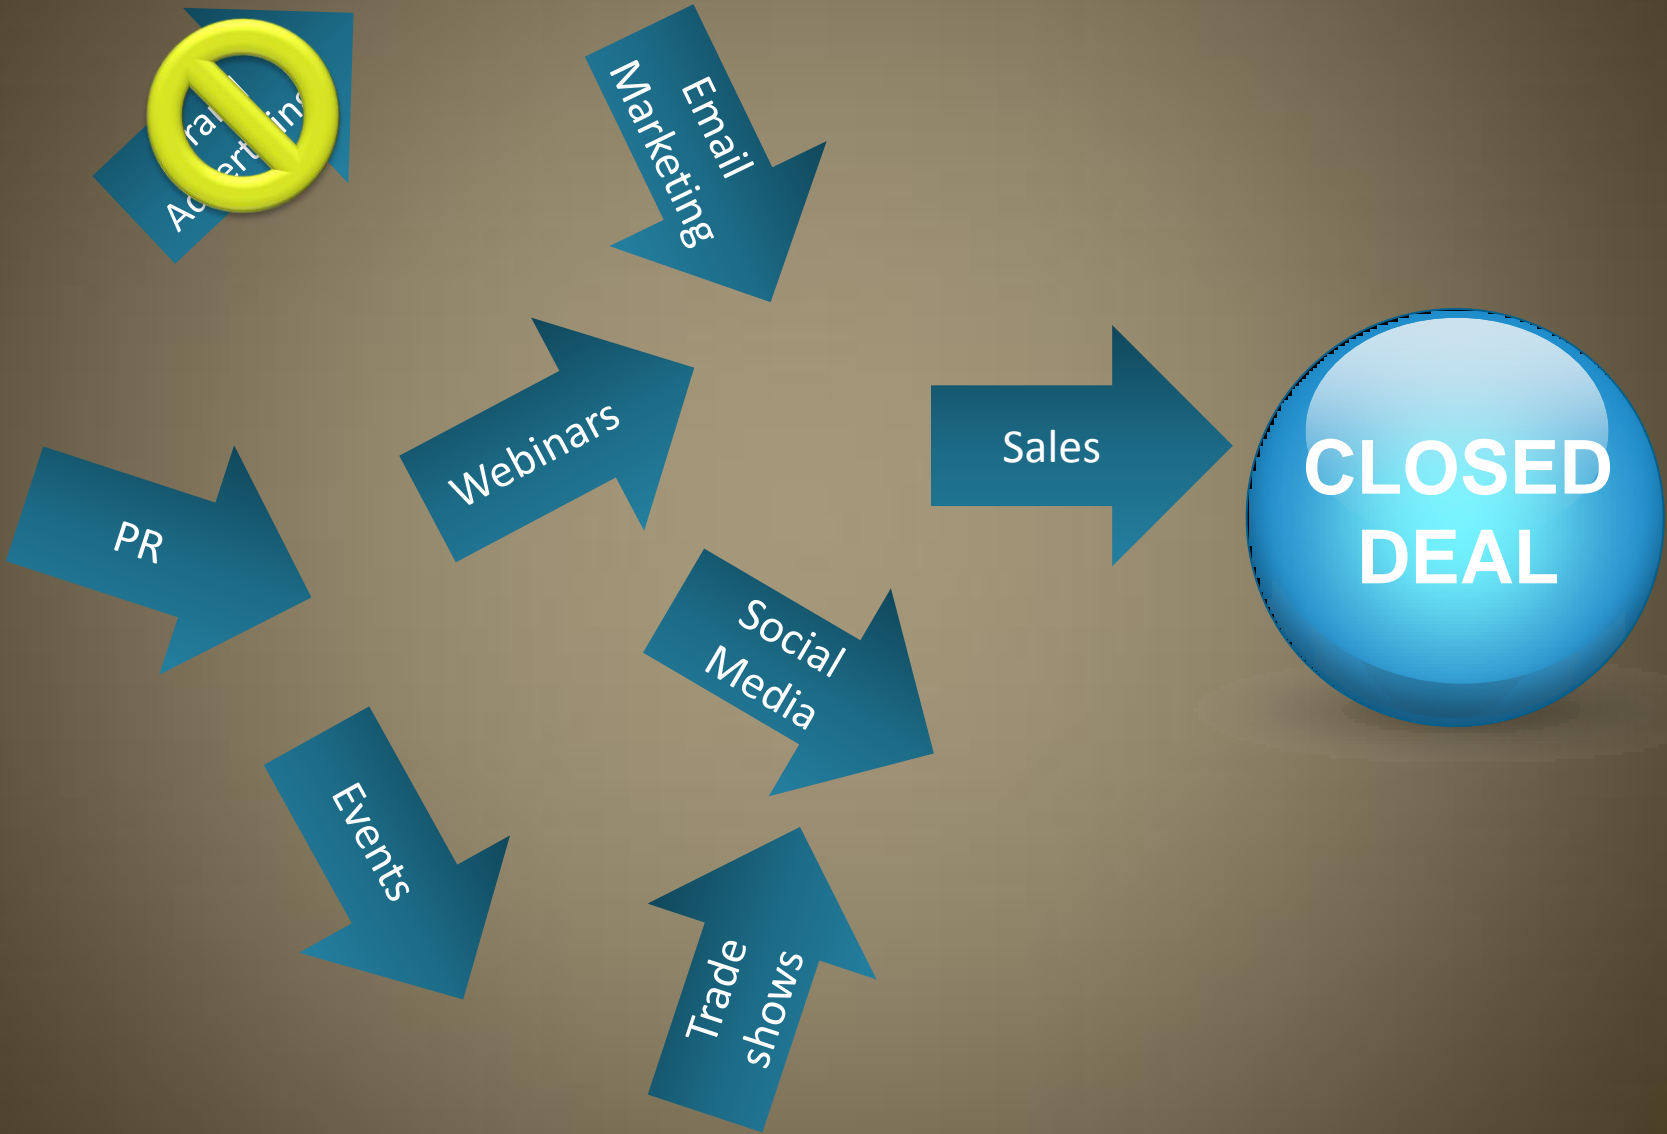 Email
Marketing
Webinars
Sales
CLOSED
DEAL
PR
Social
Media
Events
Trade
shows